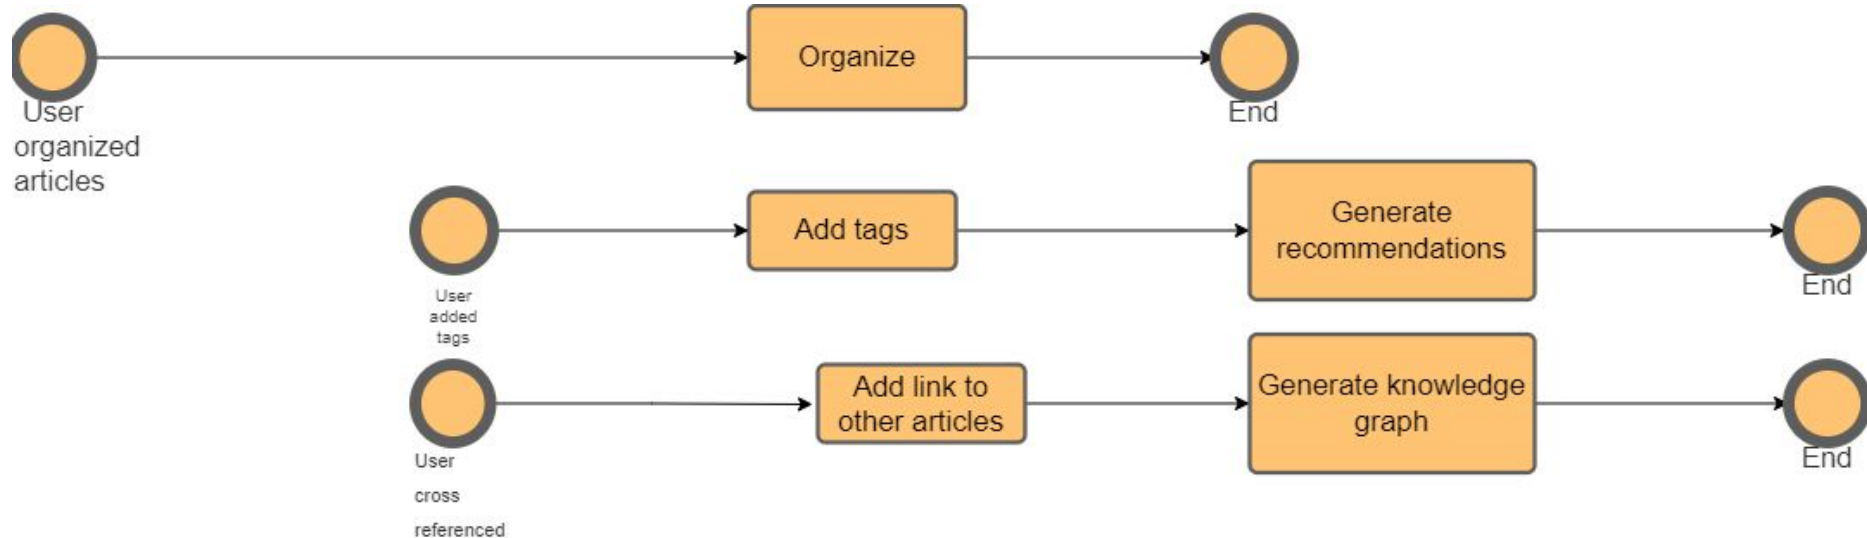 Organize
User
organized
articles
End
Add tags
Generate
recommendations
User
added
tags
End
Add link to
other articles
Generate knowledge
graph
User
cross
referenced
End